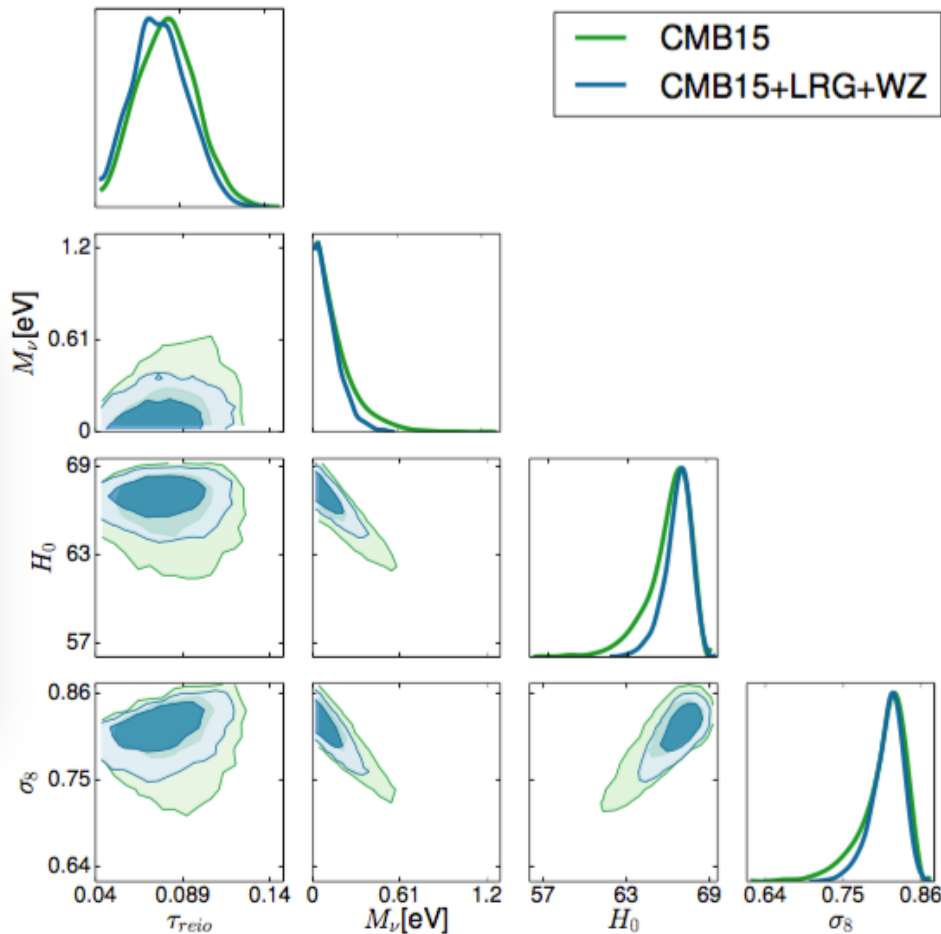 CMB15
CMB15+LRG+WZ
1.2
0.61
0
M_ν[eV]
69
63
57
H_0
0.86
0.75
0.64
σ_8
0.04 0.089 0.14
0 0.61 1.2
57 63 69
0.64 0.75 0.86
τ_reio
M_ν[eV]
H_0
σ_8